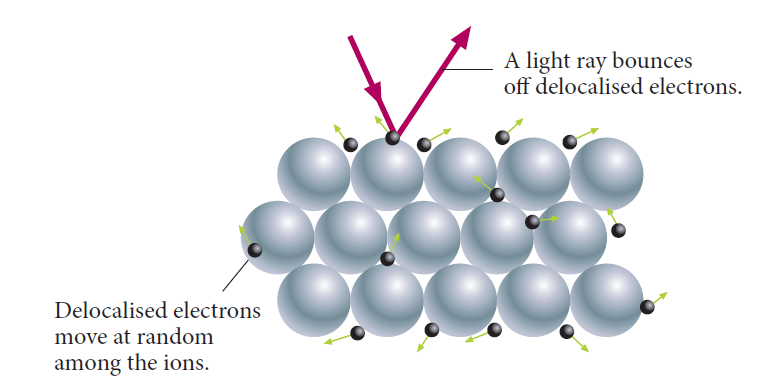 A light ray bounces
off delocalised electrons.
Delocalised electrons
move at random
among the ions.